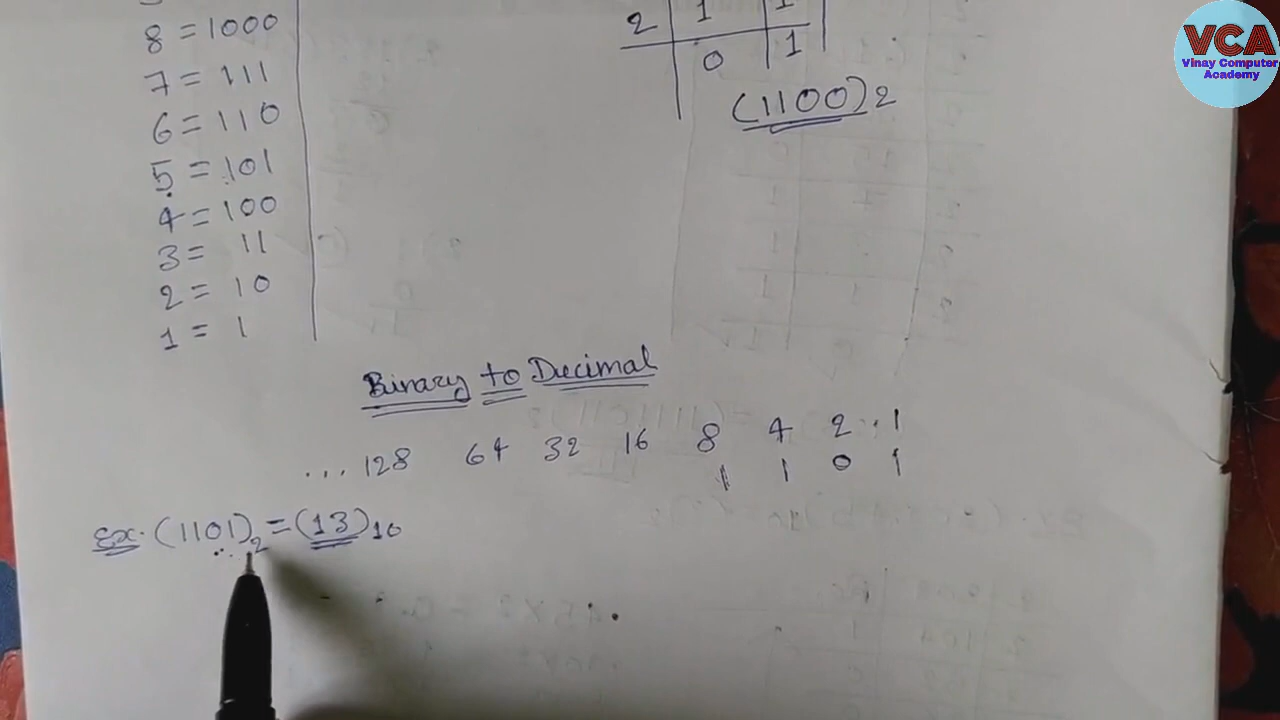 8 = 1000
7 = 111
6 = 110
5 = 101
4 = 100
3 = 11
2 = 10
1 = 1
2 1 1
0 1
(1100)2
VCA
Vinay Computer
Academy
Binary to Decimal
...128 64 32 16 8 4 2 1
1 1 0 1
Ex. (1101)2 = (13)10